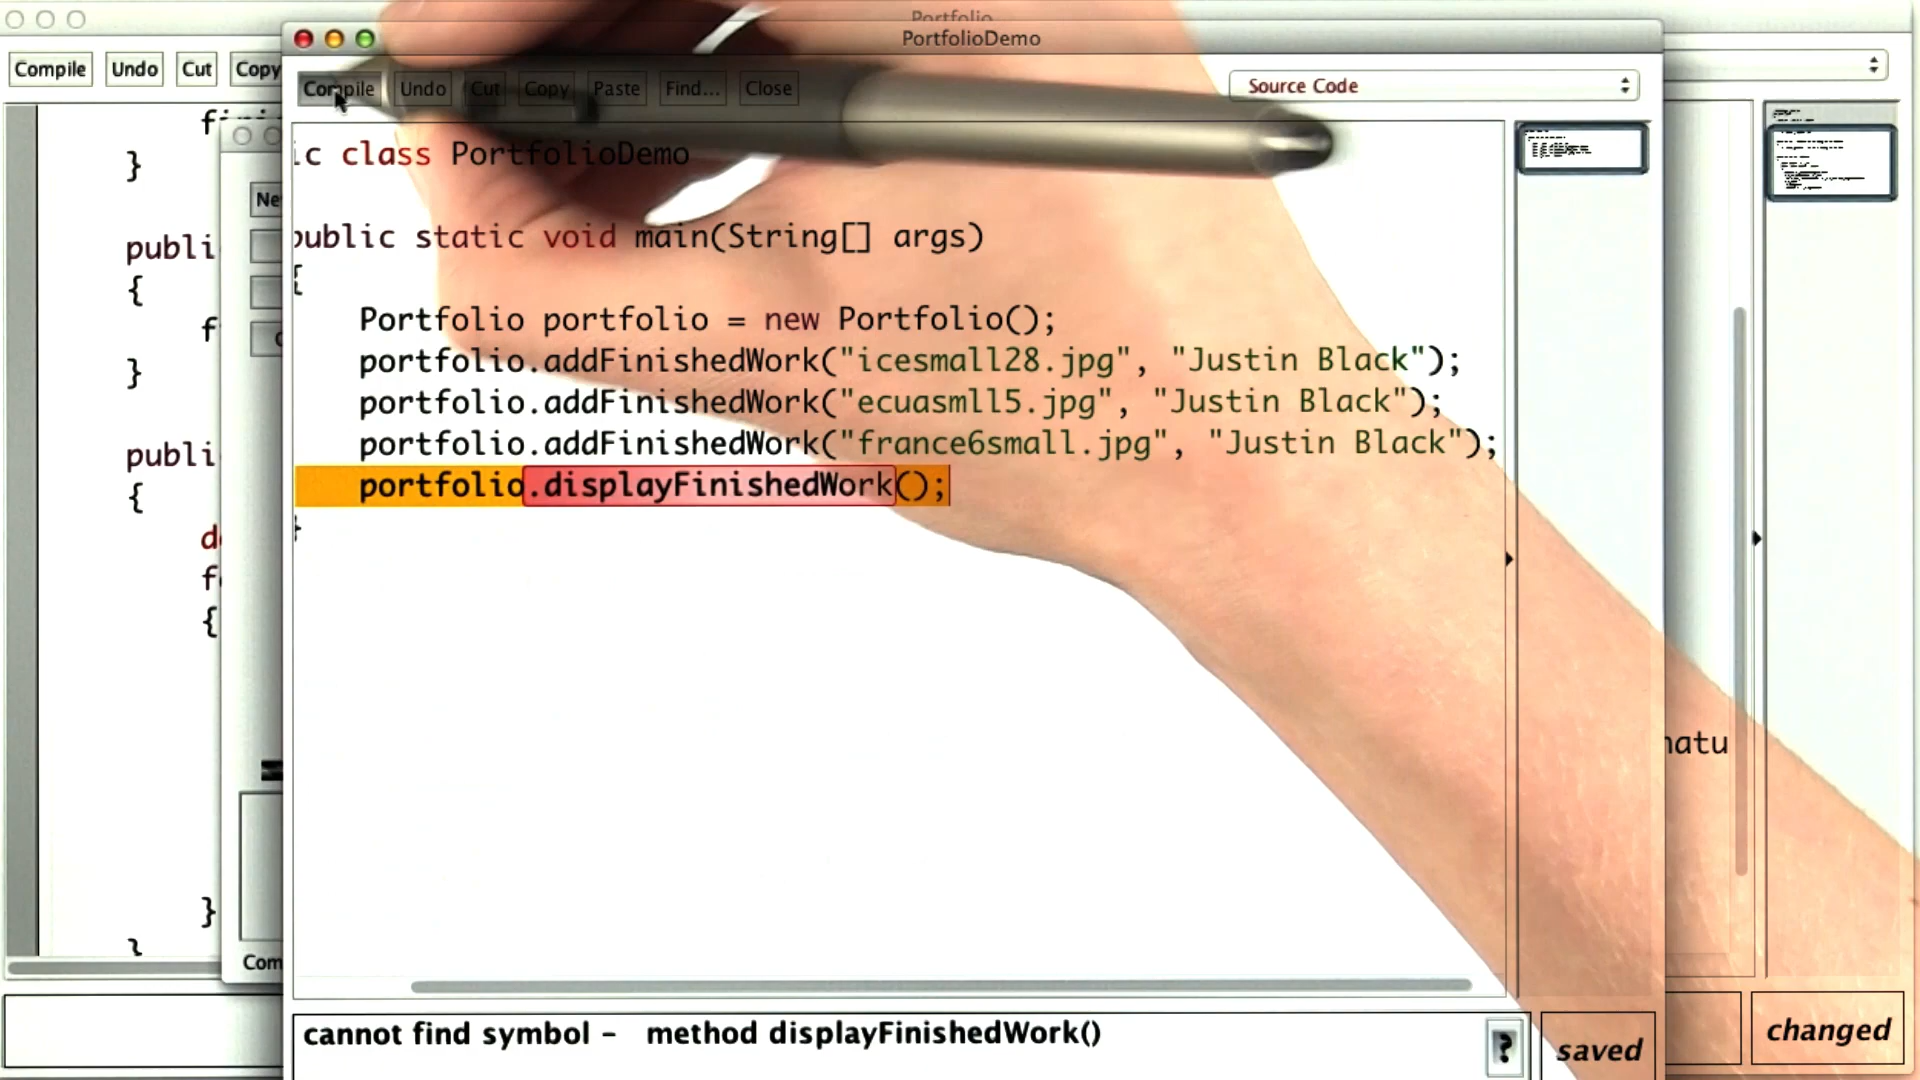 Portfolio
PortfolioDemo
Compile Undo Cut Copy
Compile Undo Cut Copy Paste Find... Close
Source Code
ic class PortfolioDemo
public static void main(String[] args)
{
Portfolio portfolio = new Portfolio();
portfolio.addFinishedWork("icesmall28.jpg", "Justin Black");
portfolio.addFinishedWork("ecuasmll5.jpg", "Justin Black");
portfolio.addFinishedWork("france6small.jpg", "Justin Black");
portfolio.displayFinishedWork();
}
}
publi
{
f
}
publi
{
d
f
{
}
}
Ne
Com
natu
cannot find symbol - method displayFinishedWork()
?
saved
changed